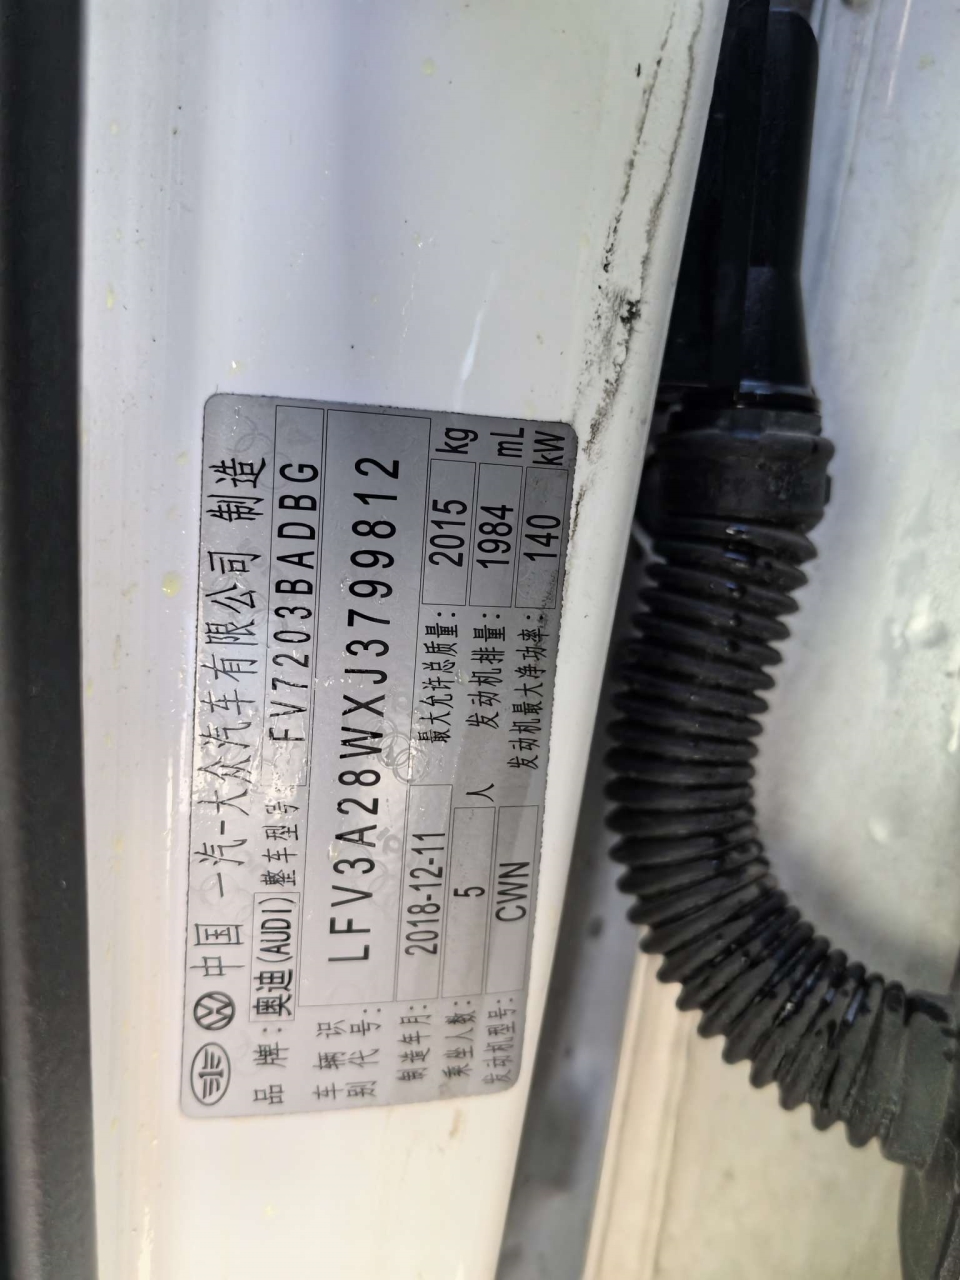 中国 一汽-大众汽车有限公司 制造
品牌: 奥迪(AUDI) 整车型号 FV7203BADBG
车辆识别代号: LFV3A28WXJ3799812
制造年月: 2018-12-11 最大允许总质量: 2015 kg
乘坐人数: 5 人 发动机排量: 1984 mL
发动机型号: CWN 发动机最大净功率: 140 kW